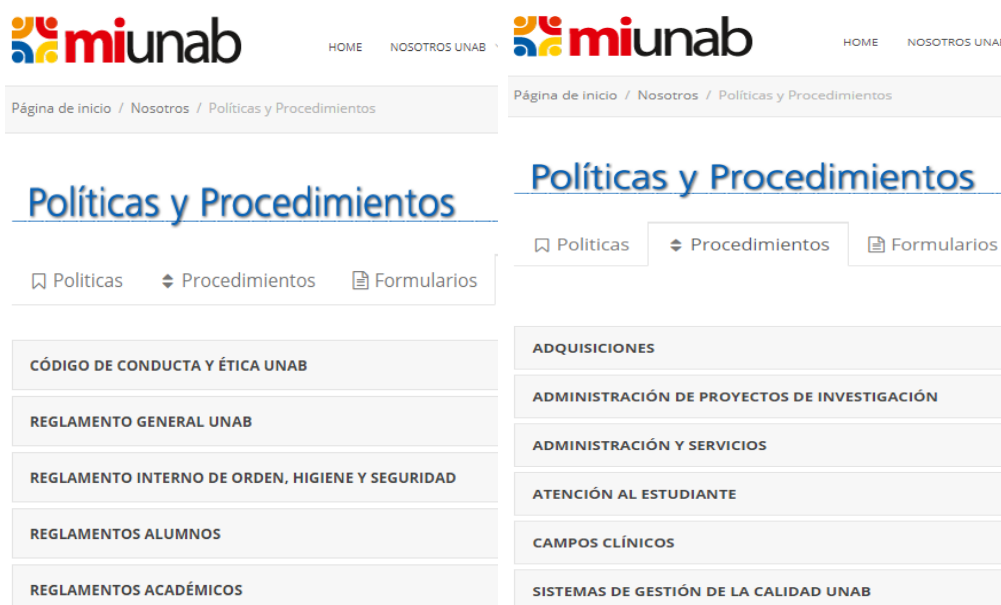 miunab
HOME NOSOTROS UNAB
Página de inicio / Nosotros / Políticas y Procedimientos
Políticas y Procedimientos
Politicas Procedimientos Formularios
CÓDIGO DE CONDUCTA Y ÉTICA UNAB
REGLAMENTO GENERAL UNAB
REGLAMENTO INTERNO DE ORDEN, HIGIENE Y SEGURIDAD
REGLAMENTOS ALUMNOS
REGLAMENTOS ACADÉMICOS
miunab
HOME NOSOTROS UNAB
Página de inicio / Nosotros / Políticas y Procedimientos
Políticas y Procedimientos
Politicas Procedimientos Formularios
ADQUISICIONES
ADMINISTRACIÓN DE PROYECTOS DE INVESTIGACIÓN
ADMINISTRACIÓN Y SERVICIOS
ATENCIÓN AL ESTUDIANTE
CAMPOS CLÍNICOS
SISTEMAS DE GESTIÓN DE LA CALIDAD UNAB